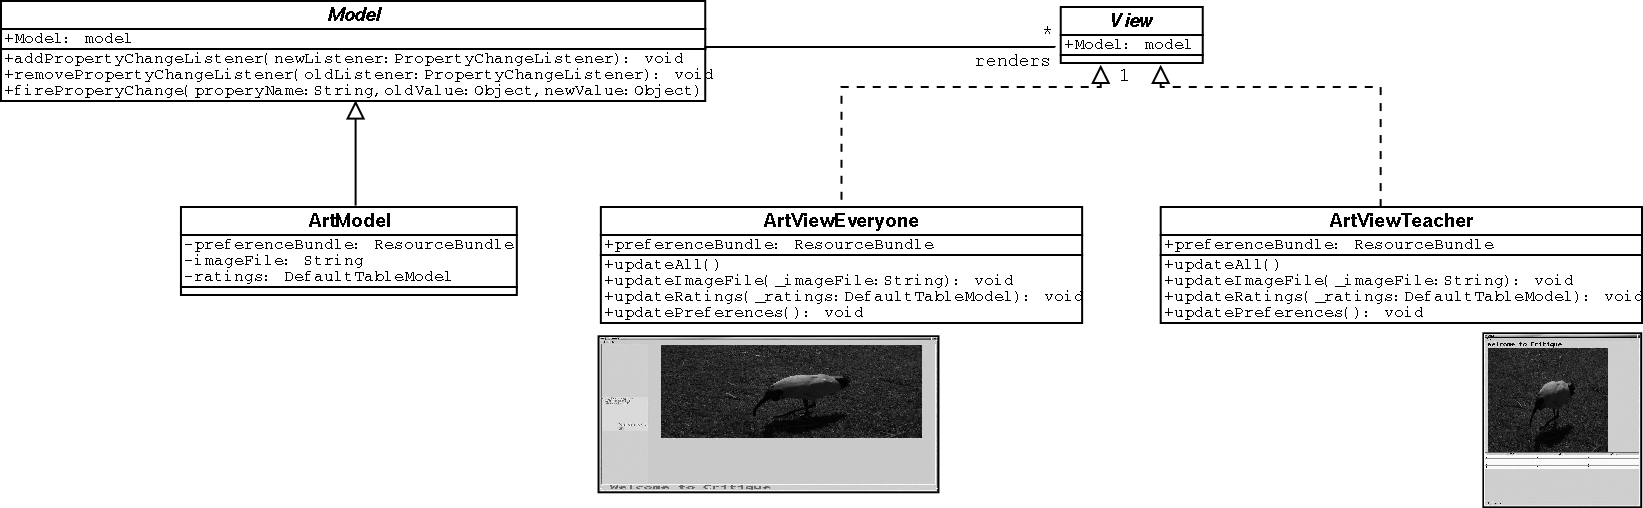 Model
+Model: model
+addPropertyChangeListener(newListener:PropertyChangeListener): void
+removePropertyChangeListener(oldListener:PropertyChangeListener): void
+fireProperyChange(properyName:String,oldValue:Object,newValue:Object)
*
renders
View
+Model: model
1
ArtModel
-preferenceBundle: ResourceBundle
-imageFile: String
-ratings: DefaultTableModel
ArtViewEveryone
+preferenceBundle: ResourceBundle
+updateAll()
+updateImageFile(_imageFile:String): void
+updateRatings(_ratings:DefaultTableModel): void
+updatePreferences(): void
ArtViewTeacher
+preferenceBundle: ResourceBundle
+updateAll()
+updateImageFile(_imageFile:String): void
+updateRatings(_ratings:DefaultTableModel): void
+updatePreferences(): void
Welcome to Critique
Welcome to Critique